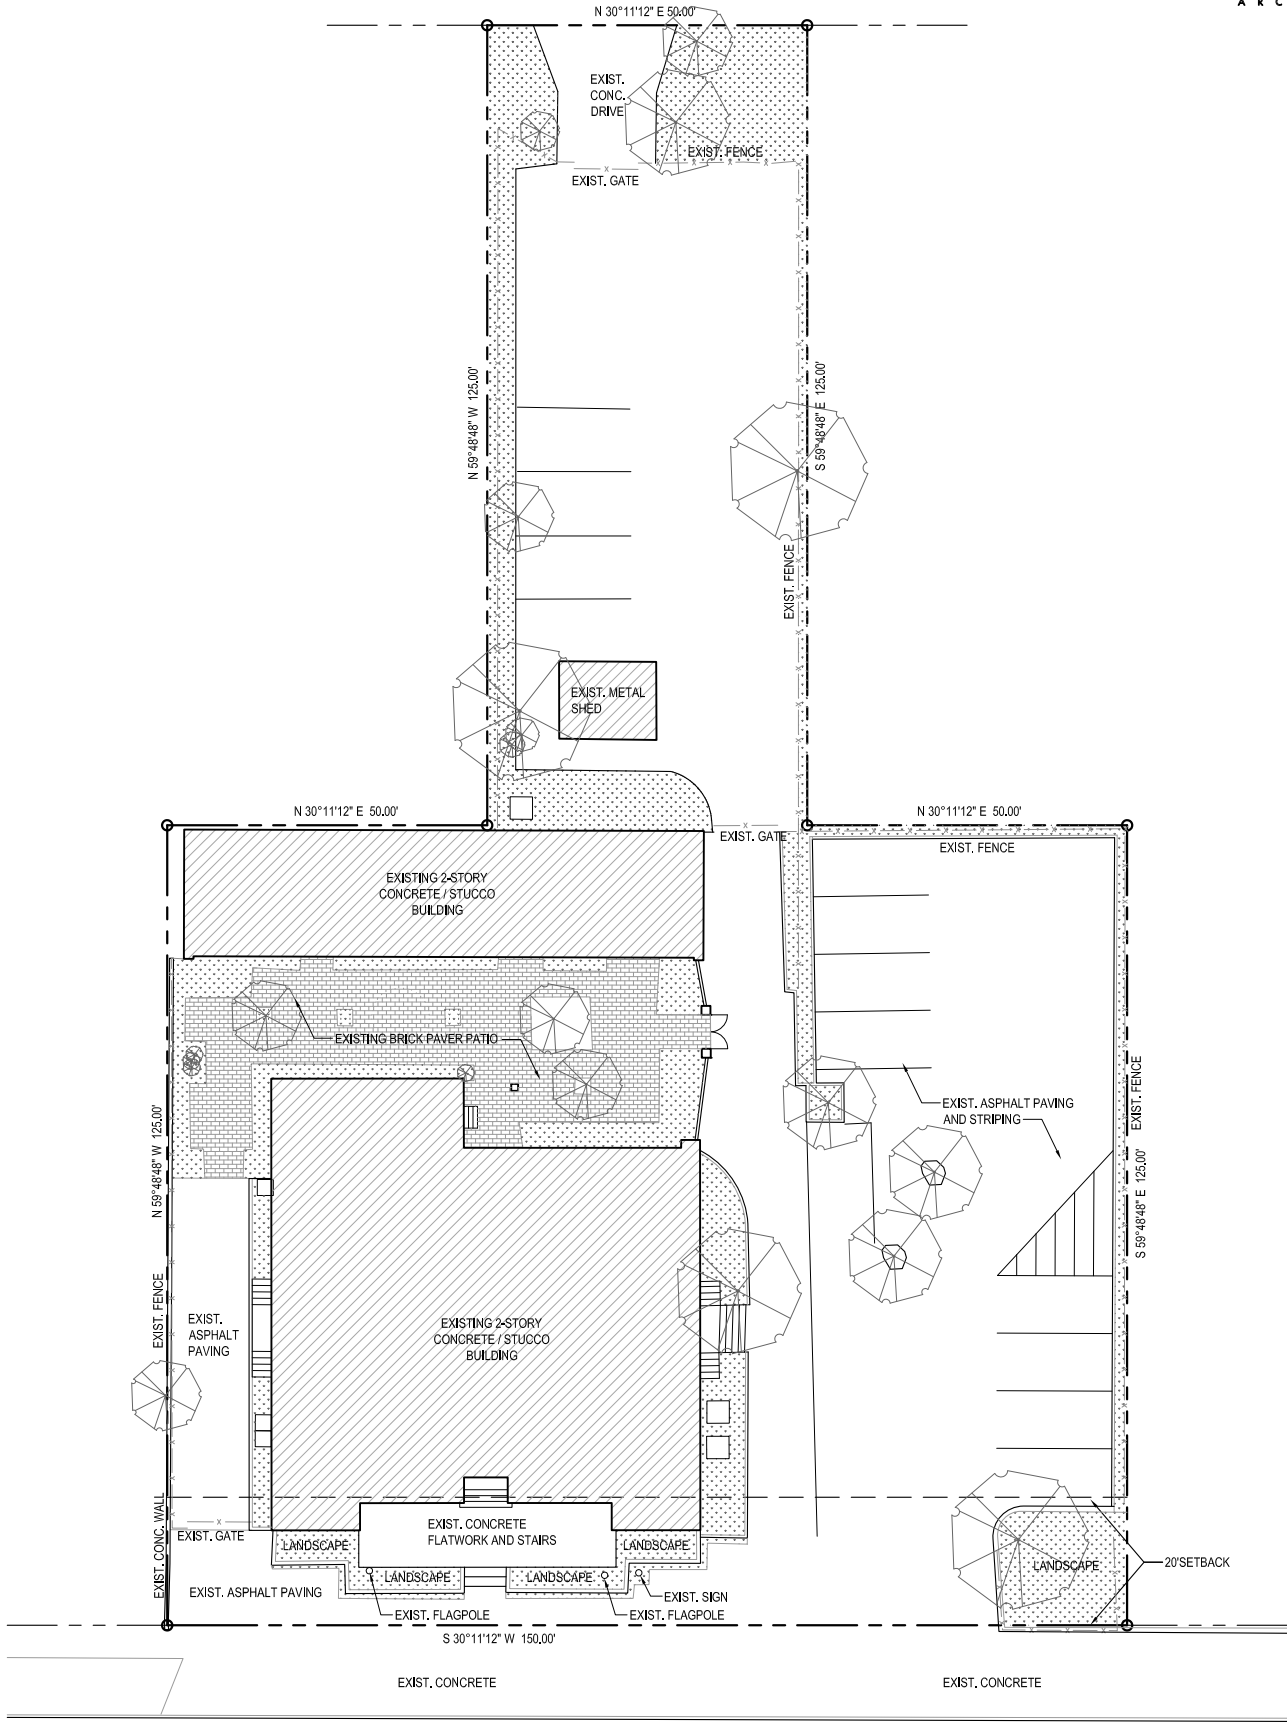 A R C
N 30°11'12" E 50.00'
EXIST.
CONC.
DRIVE
EXIST. FENCE
EXIST. GATE
N 59°48'48" W 125.00'
S 59°48'48" E 125.00'
EXIST. FENCE
EXIST. METAL
SHED
N 30°11'12" E 50.00'
N 30°11'12" E 50.00'
EXIST. GATE
EXIST. FENCE
EXISTING 2-STORY
CONCRETE / STUCCO
BUILDING
EXISTING BRICK PAVER PATIO
EXIST. ASPHALT PAVING
AND STRIPING
EXIST. FENCE
N 59°48'48" W 125.00'
S 59°48'48" E 125.00'
EXIST. FENCE
EXIST.
ASPHALT
PAVING
EXISTING 2-STORY
CONCRETE / STUCCO
BUILDING
EXIST. CONC. WALL
EXIST. GATE
EXIST. CONCRETE
FLATWORK AND STAIRS
LANDSCAPE
LANDSCAPE
LANDSCAPE
LANDSCAPE
LANDSCAPE
20'SETBACK
EXIST. ASPHALT PAVING
EXIST. SIGN
EXIST. FLAGPOLE
EXIST. FLAGPOLE
S 30°11'12" W 150.00'
EXIST. CONCRETE
EXIST. CONCRETE